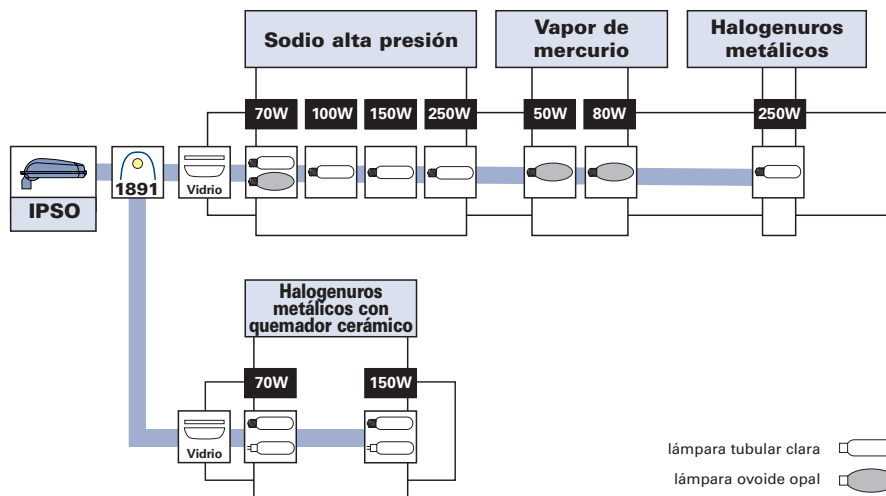 Sodio alta presión
Vapor de
mercurio
Halogenuros
metálicos
70W
100W
150W
250W
50W
80W
250W
IPSO
1891
Vidrio
Halogenuros
metálicos con
quemador cerámico
70W
150W
Vidrio
lámpara tubular clara
lámpara ovoide opal